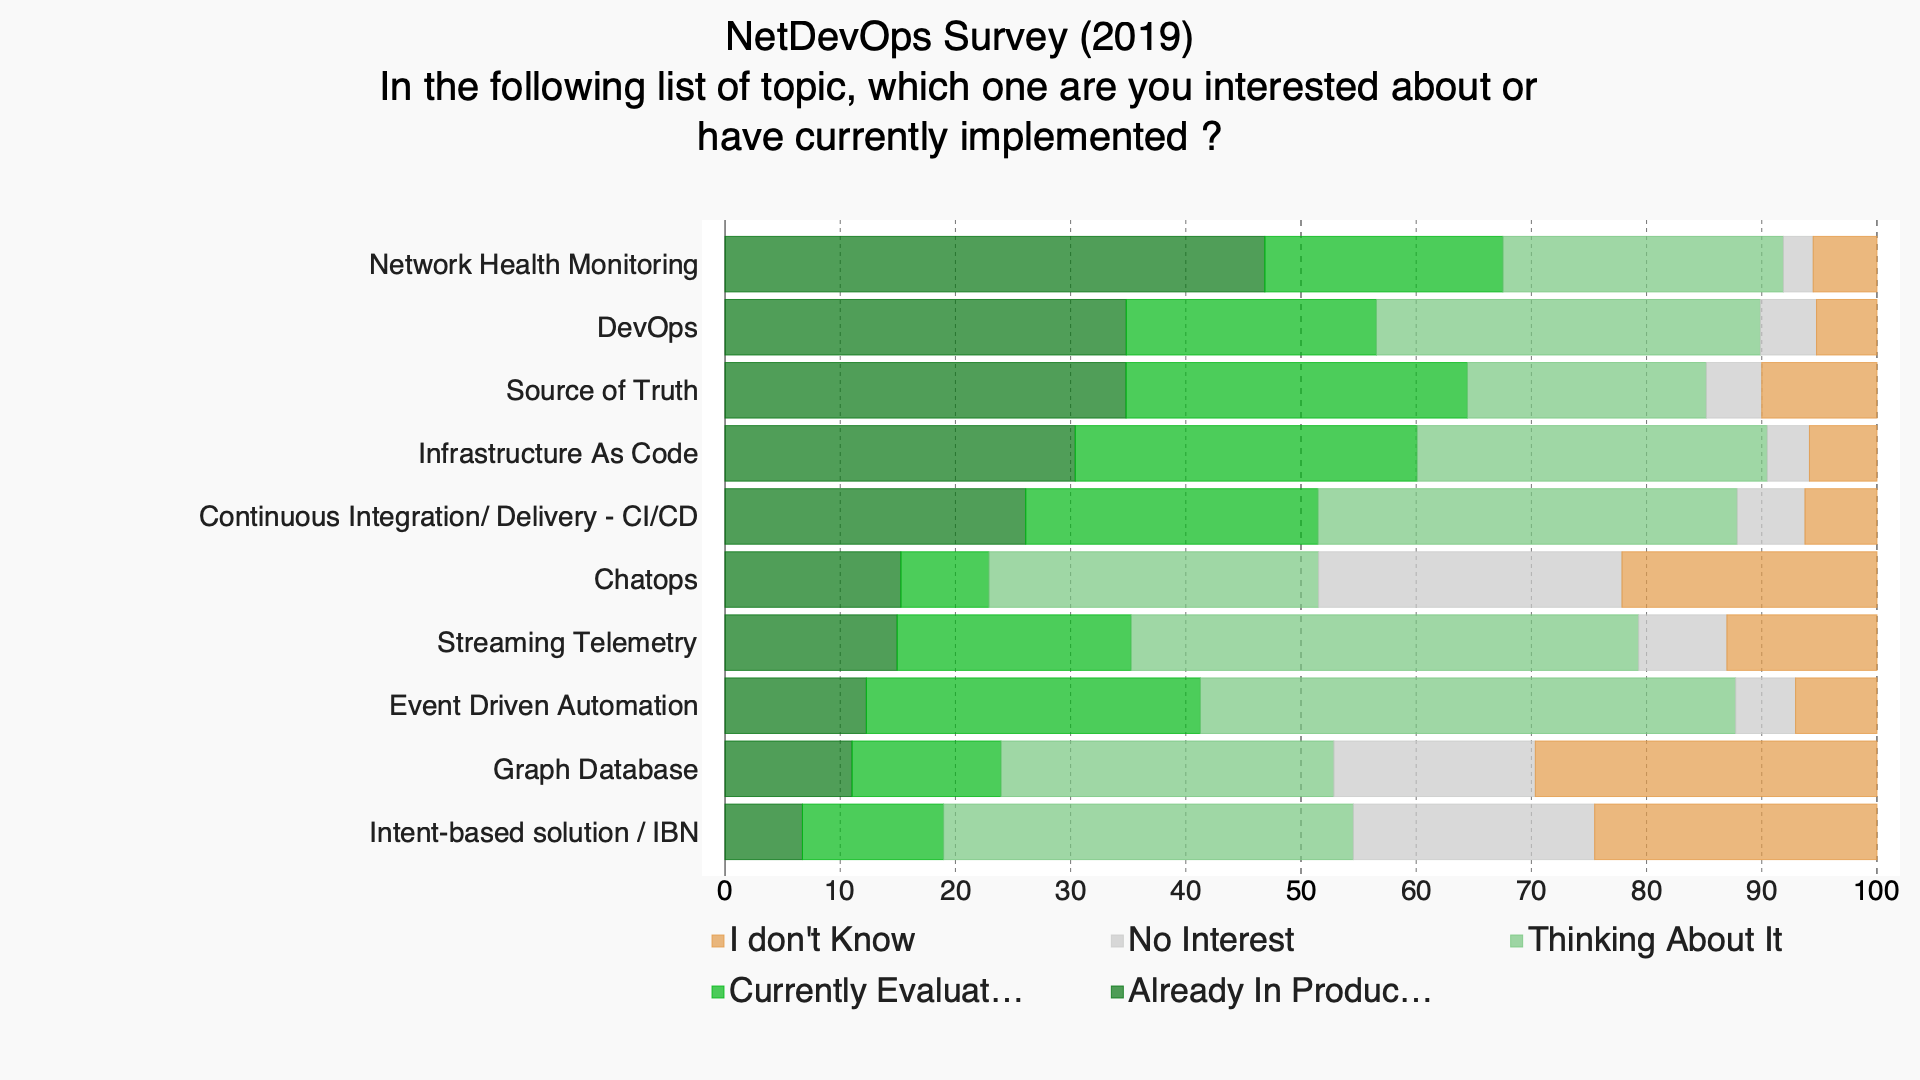 NetDevOps Survey (2019)
In the following list of topic, which one are you interested about or
have currently implemented ?
Network Health Monitoring
DevOps
Source of Truth
Infrastructure As Code
Continuous Integration/ Delivery - CI/CD
Chatops
Streaming Telemetry
Event Driven Automation
Graph Database
Intent-based solution / IBN
0 10 20 30 40 50 60 70 80 90 100
I don't Know No Interest Thinking About It
Currently Evaluat… Already In Produc…